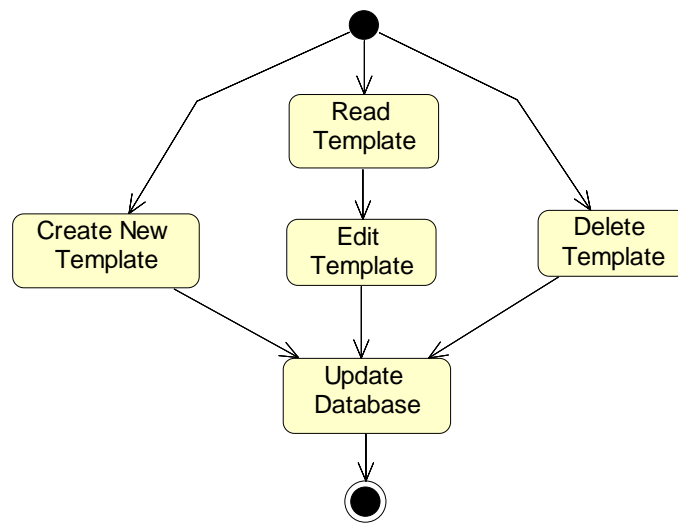 Read
Template
Create New
Template
Edit
Template
Delete
Template
Update
Database